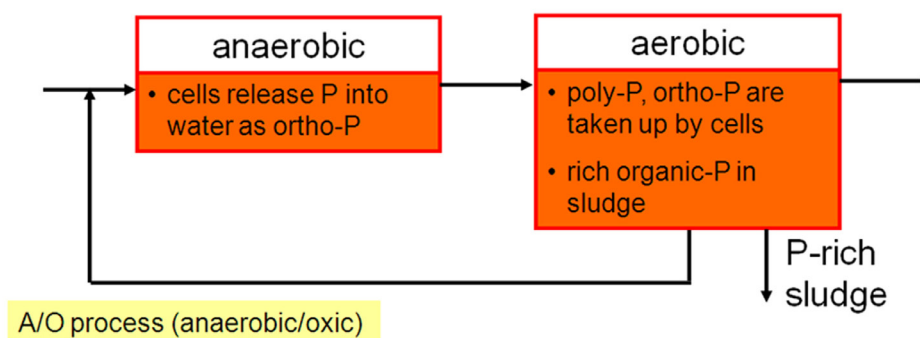 anaerobic
• cells release P into
water as ortho-P
aerobic
• poly-P, ortho-P are
taken up by cells
• rich organic-P in
sludge
P-rich
sludge
A/O process (anaerobic/oxic)